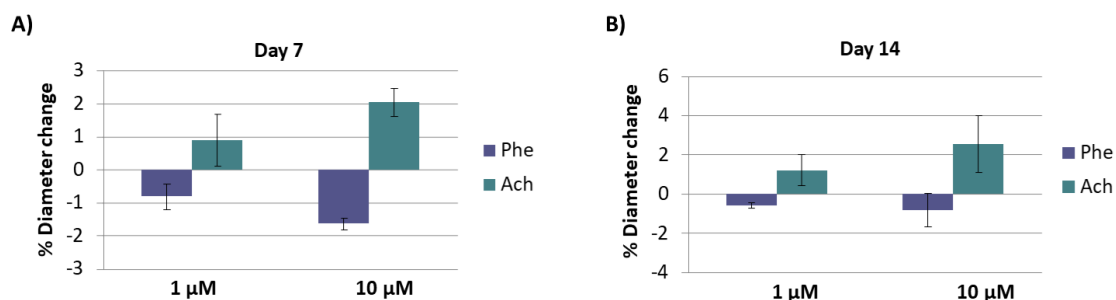 A)
Day 7
% Diameter change
3
2
1
0
-1
-2
-3
1 μM
10 μM
Phe
Ach
B)
Day 14
% Diameter change
6
4
2
0
-2
-4
1 μM
10 μM
Phe
Ach